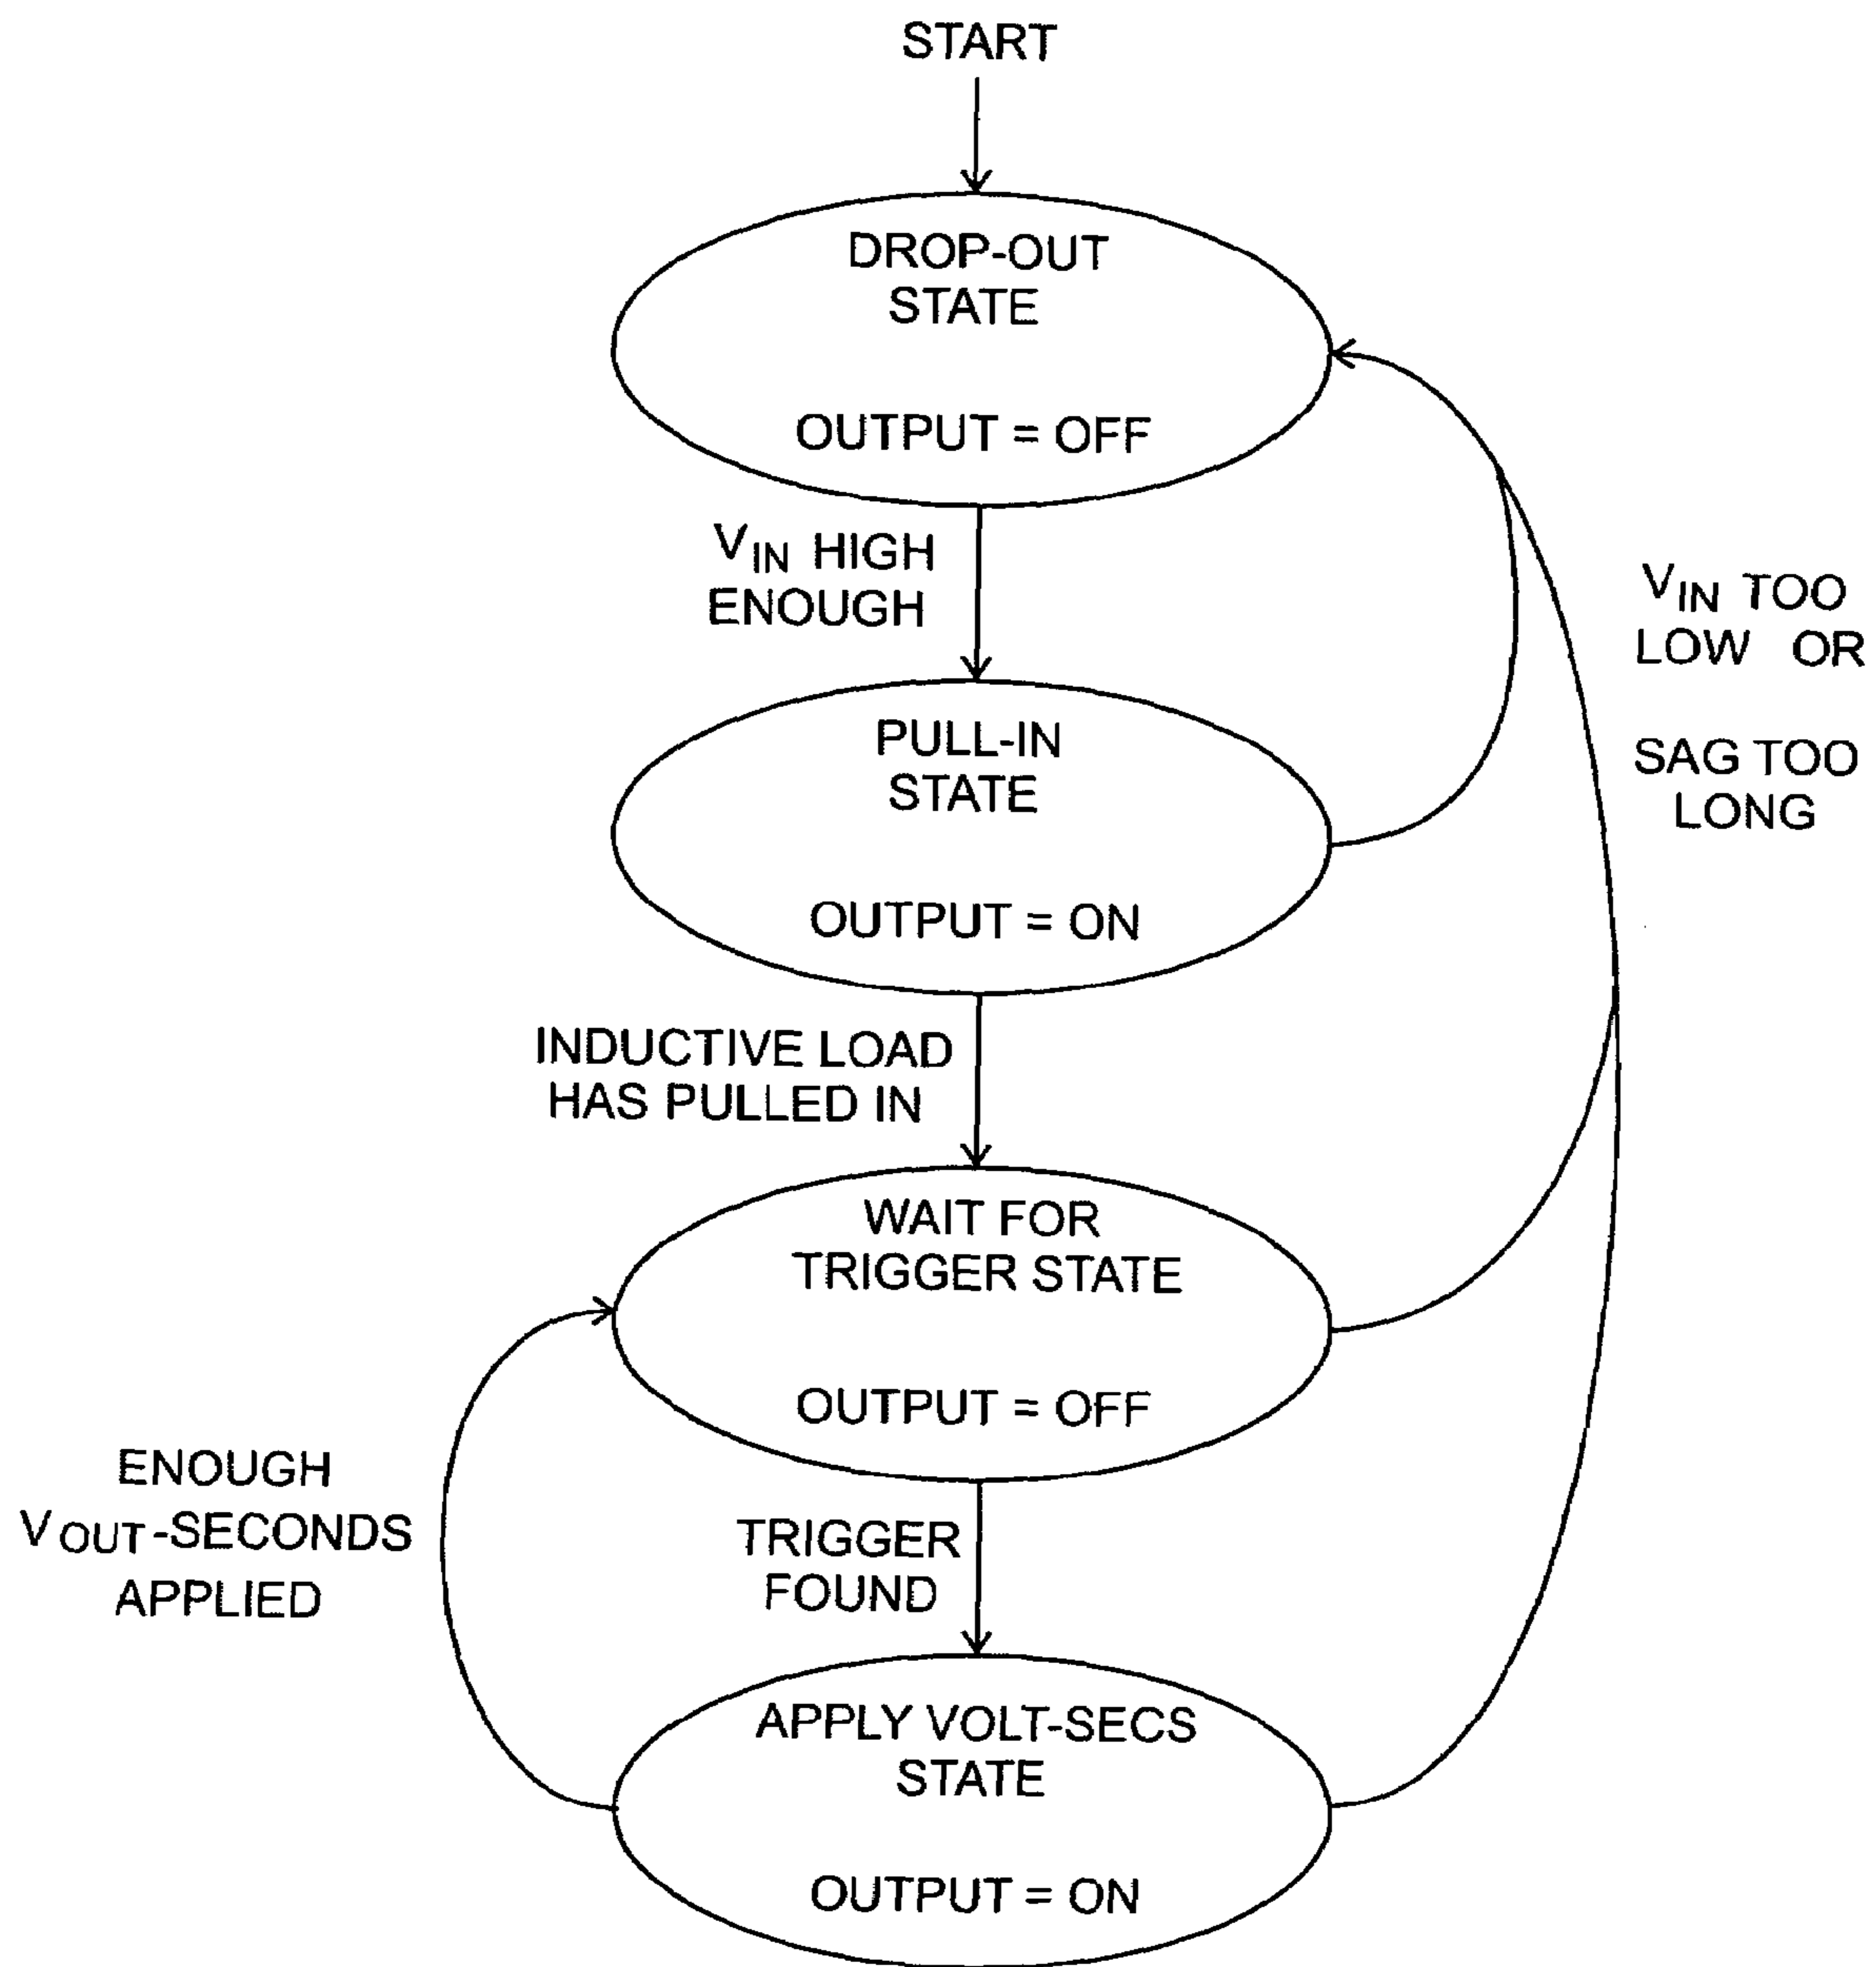 START
DROP-OUT
STATE
OUTPUT = OFF
VIN HIGH
ENOUGH
VIN TOO
LOW OR
SAG TOO
LONG
PULL-IN
STATE
OUTPUT = ON
INDUCTIVE LOAD
HAS PULLED IN
WAIT FOR
TRIGGER STATE
OUTPUT = OFF
ENOUGH
VOUT-SECONDS
APPLIED
TRIGGER
FOUND
APPLY VOLT-SECS
STATE
OUTPUT = ON